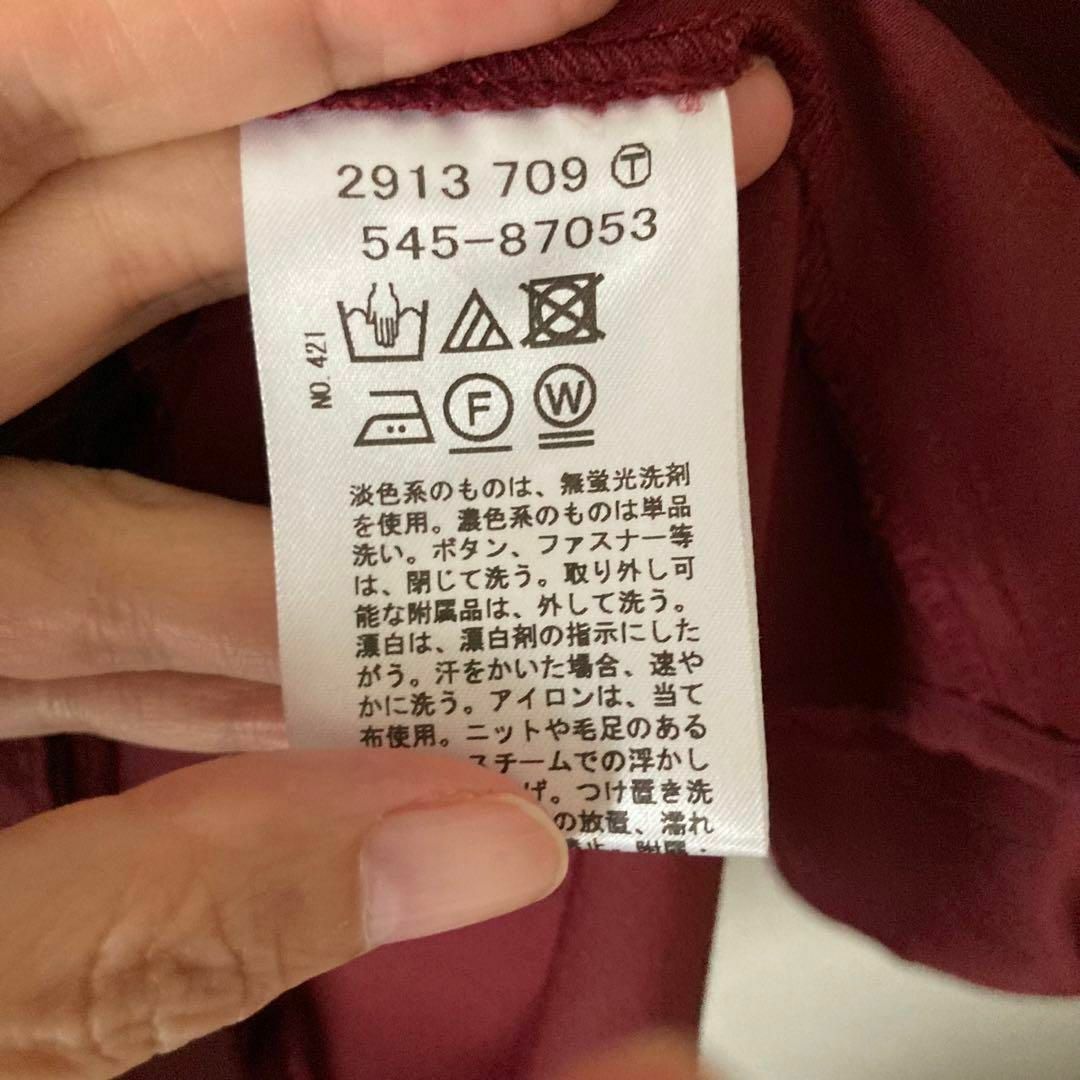 2913 709 Ⓣ
545-87053
NO.421
F
W
淡色系のものは、無蛍光洗剤
を使用。濃色系のものは単品
洗い。ボタン、ファスナー等
は、閉じて洗う。取り外し可
能な附属品は、外して洗う。
漂白は、漂白剤の指示にした
がう。汗をかいた場合、速や
かに洗う。アイロンは、当て
布使用。ニットや毛足のある
スチームでの浮かし
げ。つけ置き洗
の放置、濡れ